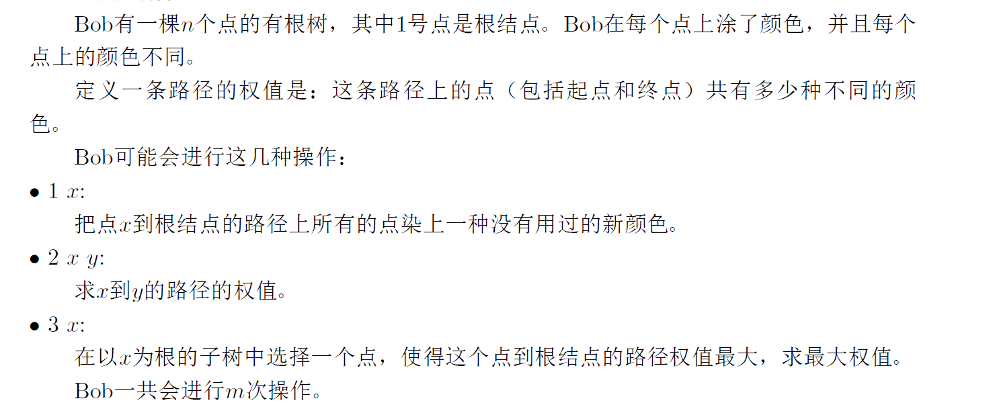 Bob有一棵n个点的有根树，其中1号点是根结点。Bob在每个点上涂了颜色，并且每个
点上的颜色不同。
定义一条路径的权值是：这条路径上的点（包括起点和终点）共有多少种不同的颜
色。
Bob可能会进行这几种操作：
• 1 x:
把点x到根结点的路径上所有的点染上一种没有用过的新颜色。
• 2 x y:
求x到y的路径的权值。
• 3 x:
在以x为根的子树中选择一个点，使得这个点到根结点的路径权值最大，求最大权值。
Bob一共会进行m次操作。